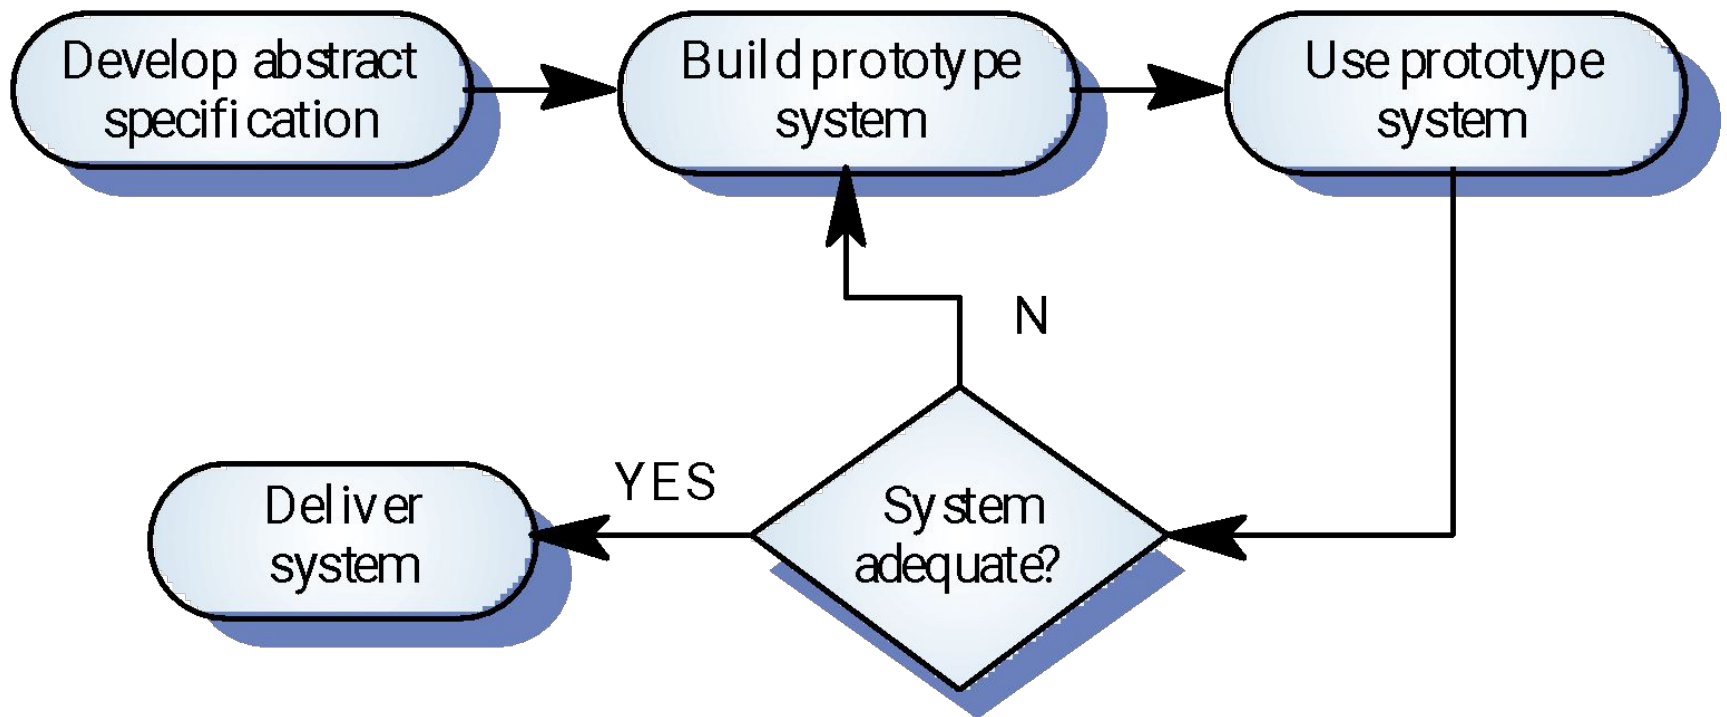 Develop abstract
specification
Build prototype
system
Use prototype
system
N
YES
Deliver
system
System
adequate?